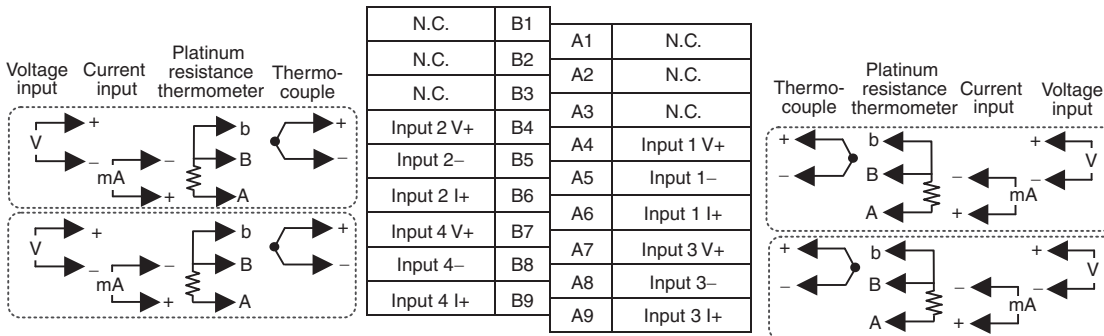 Voltage input
Current input
Platinum resistance thermometer
Thermo-couple
V
+
−
mA
−
+
b
B
A
+
−
V
+
−
mA
−
+
b
B
A
+
−
N.C. B1
N.C. B2
N.C. B3
Input 2 V+ B4
Input 2− B5
Input 2 I+ B6
Input 4 V+ B7
Input 4− B8
Input 4 I+ B9
A1 N.C.
A2 N.C.
A3 N.C.
A4 Input 1 V+
A5 Input 1−
A6 Input 1 I+
A7 Input 3 V+
A8 Input 3−
A9 Input 3 I+
Thermo-couple
Platinum resistance thermometer
Current input
Voltage input
+
−
b
B
A
−
+
mA
+
−
V
+
−
b
B
A
−
+
mA
+
−
V